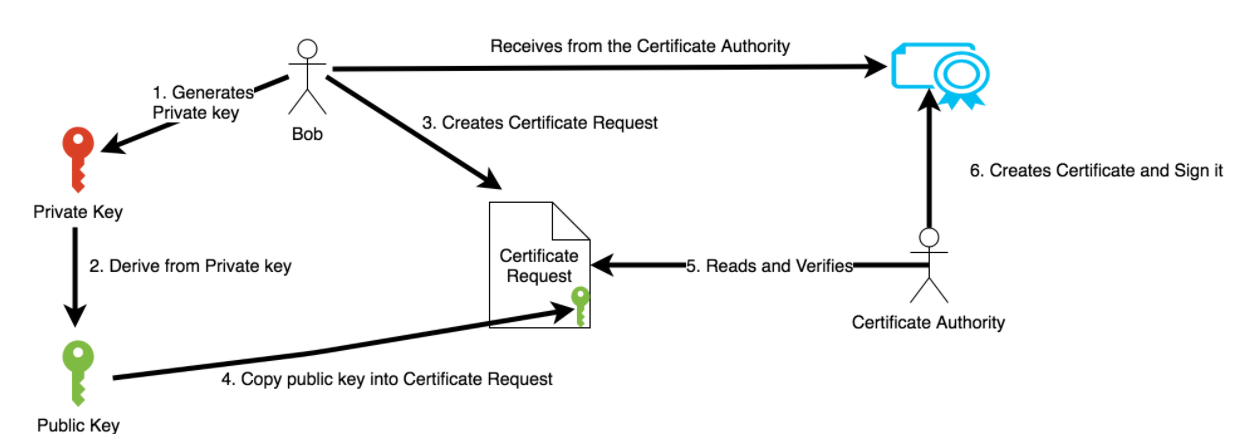 Receives from the Certificate Authority
1. Generates
Private key
Bob
3. Creates Certificate Request
6. Creates Certificate and Sign it
Private Key
2. Derive from Private key
Certificate
Request
5. Reads and Verifies
Certificate Authority
4. Copy public key into Certificate Request
Public Key